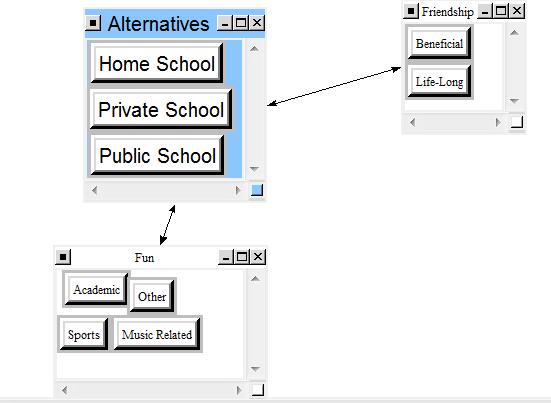 Alternatives
Home School
Private School
Public School
Friendship
Beneficial
Life-Long
Fun
Academic
Other
Sports
Music Related